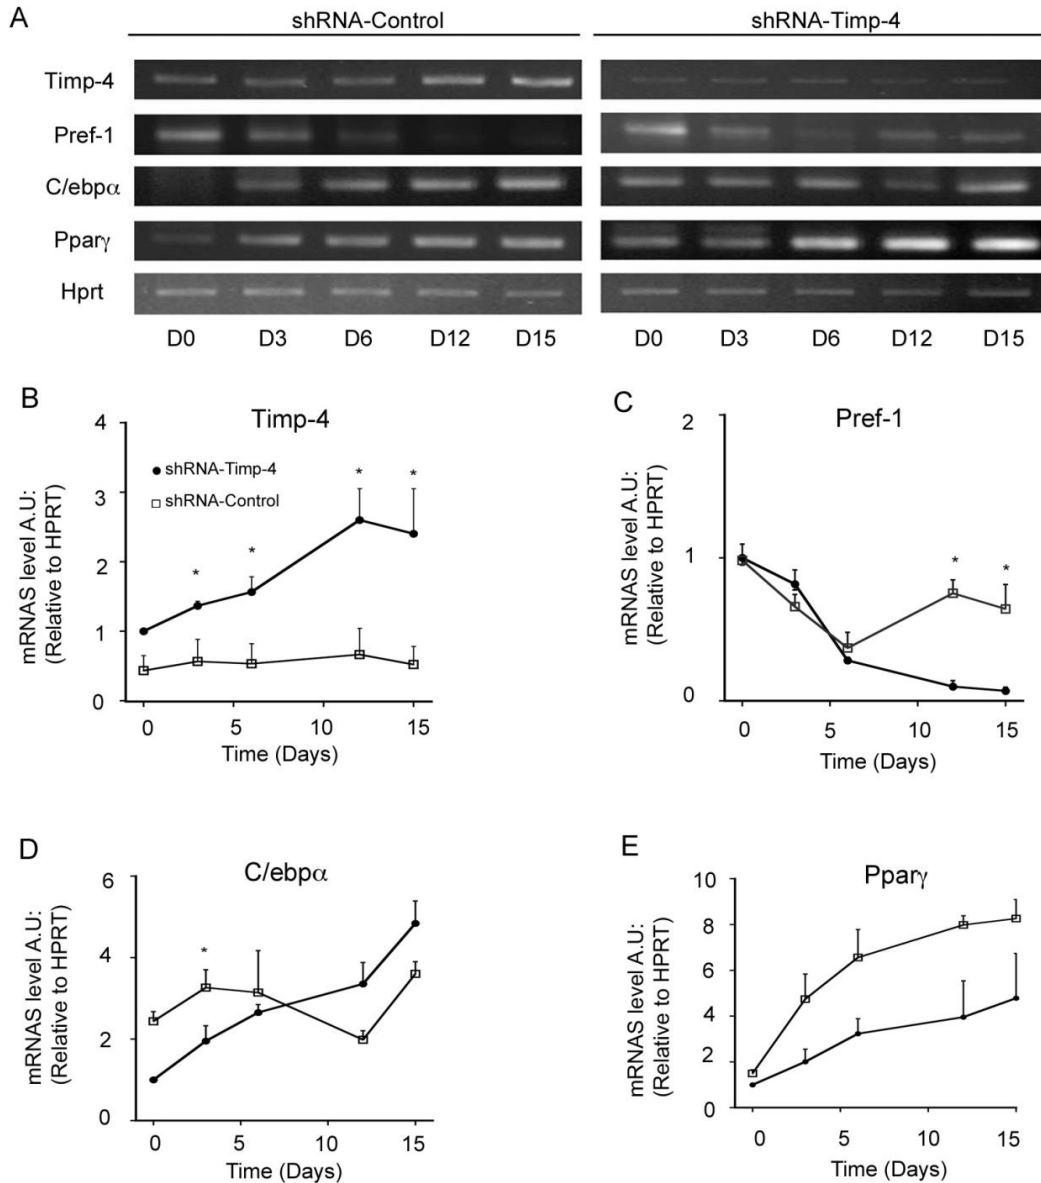 A
shRNA-Control
shRNA-Timp-4
Timp-4
Pref-1
C/ebpα
Pparγ
Hprt
D0 D3 D6 D12 D15
D0 D3 D6 D12 D15
B
Timp-4
mRNAS level A.U:
(Relative to HPRT)
4
3
2
1
0
shRNA-Timp-4
shRNA-Control
* * * *
0 5 10 15
Time (Days)
C
Pref-1
mRNAS level A.U:
(Relative to HPRT)
2
1
0
* *
0 5 10 15
Time (Days)
D
C/ebpα
mRNAS level A.U:
(Relative to HPRT)
6
4
2
0
*
0 5 10 15
Time (Days)
E
Pparγ
mRNAS level A.U:
(Relative to HPRT)
10
8
6
4
2
0
0 5 10 15
Time (Days)